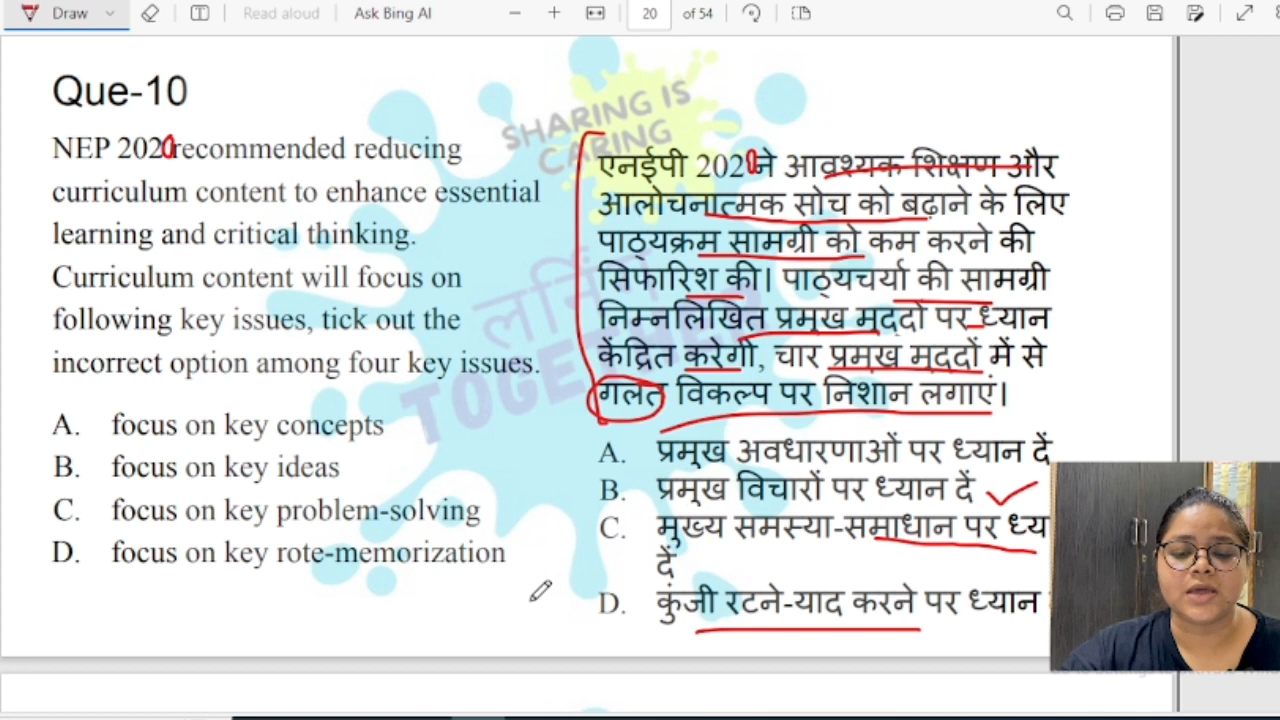 Draw
Read aloud
Ask Bing AI
20 of 54
Que-10
NEP 2020 recommended reducing
curriculum content to enhance essential
learning and critical thinking.
Curriculum content will focus on
following key issues, tick out the
incorrect option among four key issues.
A. focus on key concepts
B. focus on key ideas
C. focus on key problem-solving
D. focus on key rote-memorization
SHARING IS
CARING
लर्निंग
TOGETHER
एनईपी 2020 ने आवश्यक शिक्षण और
आलोचनात्मक सोच को बढ़ाने के लिए
पाठ्यक्रम सामग्री को कम करने की
सिफारिश की। पाठ्यचर्या की सामग्री
निम्नलिखित प्रमुख मुद्दों पर ध्यान
केंद्रित करेगी, चार प्रमुख मुद्दों में से
गलत विकल्प पर निशान लगाएं।
A. प्रमुख अवधारणाओं पर ध्यान दें
B. प्रमुख विचारों पर ध्यान दें
C. मुख्य समस्या-समाधान पर ध्य
दें
D. कुंजी रटने-याद करने पर ध्यान